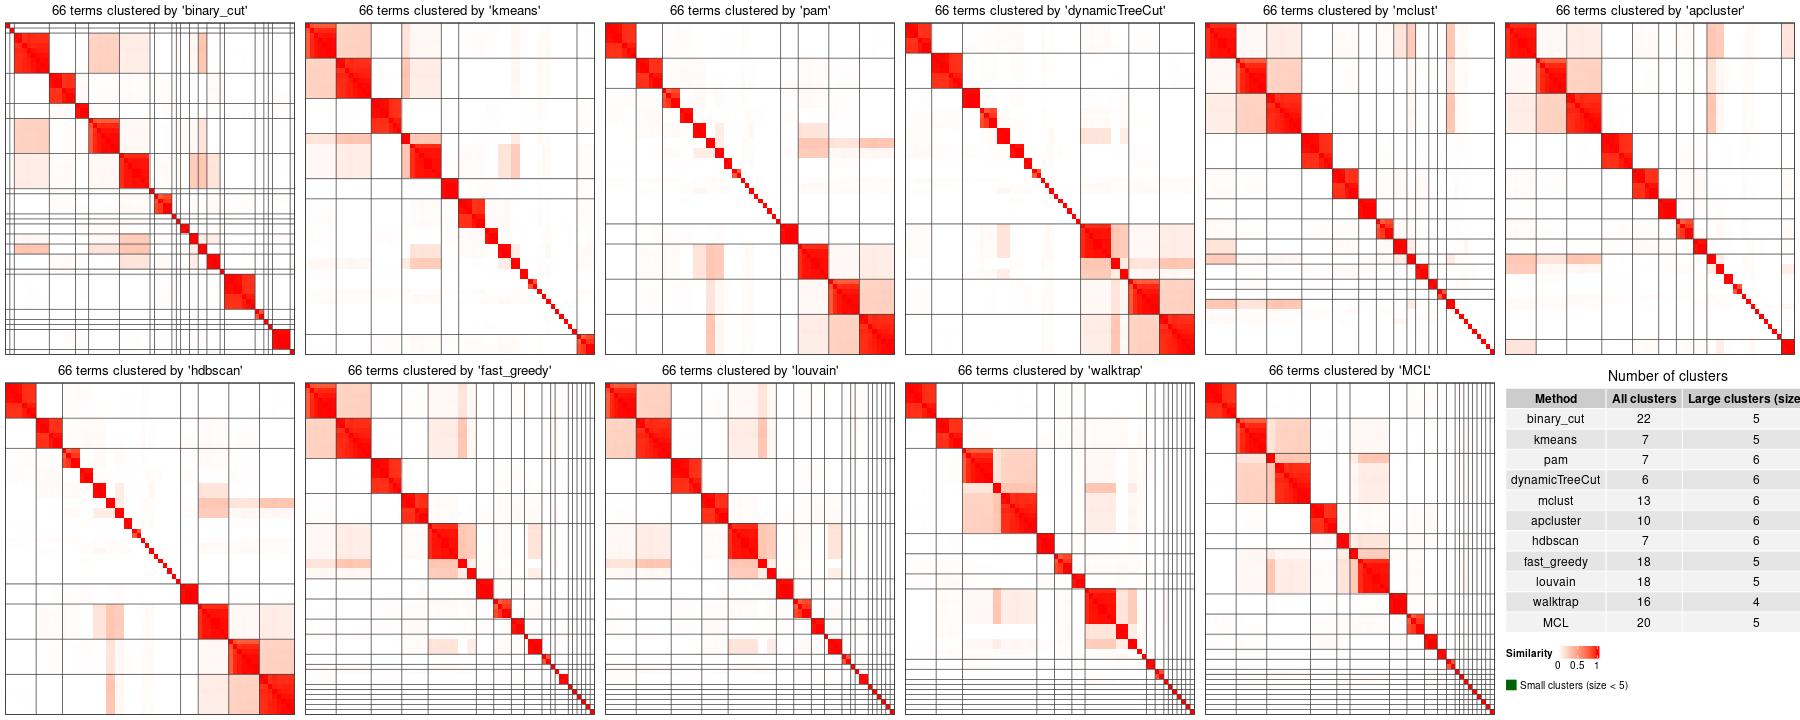 66 terms clustered by 'binary_cut'
66 terms clustered by 'kmeans'
66 terms clustered by 'pam'
66 terms clustered by 'dynamicTreeCut'
66 terms clustered by 'mclust'
66 terms clustered by 'apcluster'
66 terms clustered by 'hdbscan'
66 terms clustered by 'fast_greedy'
66 terms clustered by 'louvain'
66 terms clustered by 'walktrap'
66 terms clustered by 'MCL'
Number of clusters
Method All clusters Large clusters (size
binary_cut 22 5
kmeans 7 5
pam 7 6
dynamicTreeCut 6 6
mclust 13 6
apcluster 10 6
hdbscan 7 6
fast_greedy 18 5
louvain 18 5
walktrap 16 4
MCL 20 5
Similarity
0 0.5 1
Small clusters (size < 5)